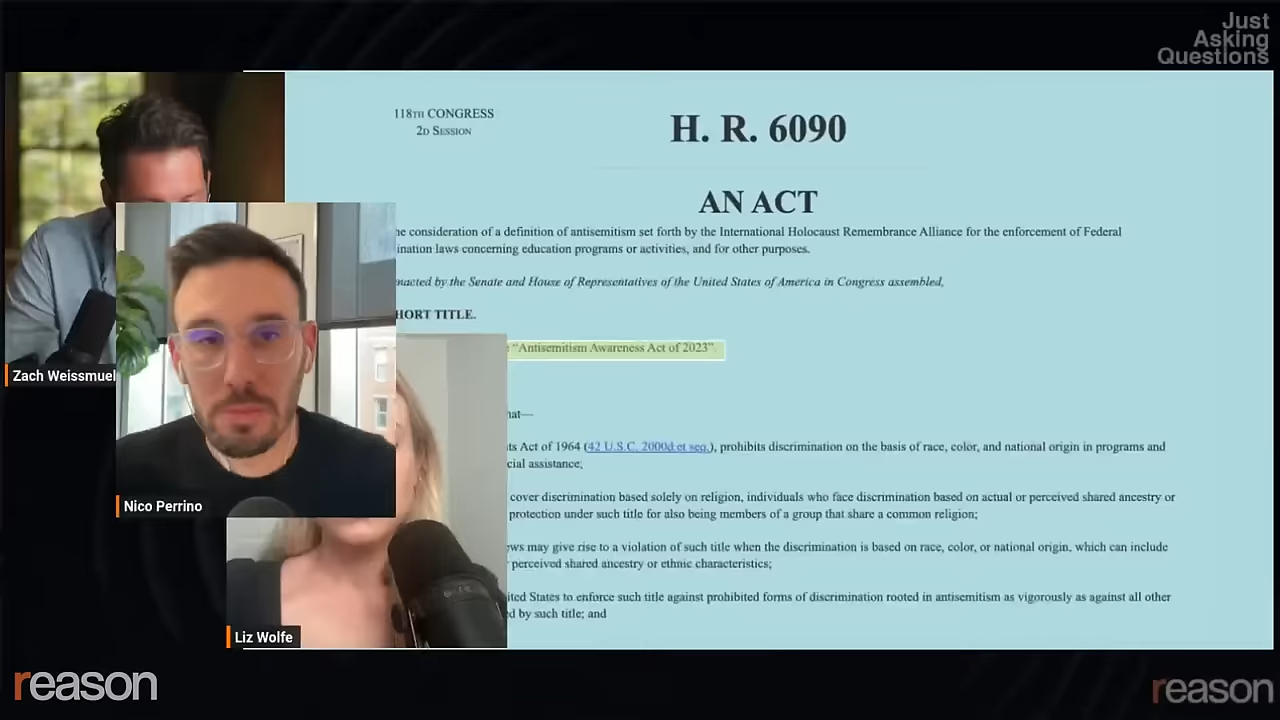 Just
Asking
Questions
118TH CONGRESS
2D SESSION
H. R. 6090
AN ACT
he consideration of a definition of antisemitism set forth by the International Holocaust Remembrance Alliance for the enforcement of Federal
ination laws concerning education programs or activities, and for other purposes.
nacted by the Senate and House of Representatives of the United States of America in Congress assembled,
HORT TITLE.
"Antisemitism Awareness Act of 2023".
hat—
ts Act of 1964 (42 U.S.C. 2000d et seq.), prohibits discrimination on the basis of race, color, and national origin in programs and
cial assistance;
cover discrimination based solely on religion, individuals who face discrimination based on actual or perceived shared ancestry or
protection under such title for also being members of a group that share a common religion;
ws may give rise to a violation of such title when the discrimination is based on race, color, or national origin, which can include
perceived shared ancestry or ethnic characteristics;
ited States to enforce such title against prohibited forms of discrimination rooted in antisemitism as vigorously as against all other
d by such title; and
Zach Weissmuel
Nico Perrino
Liz Wolfe
reason
reason